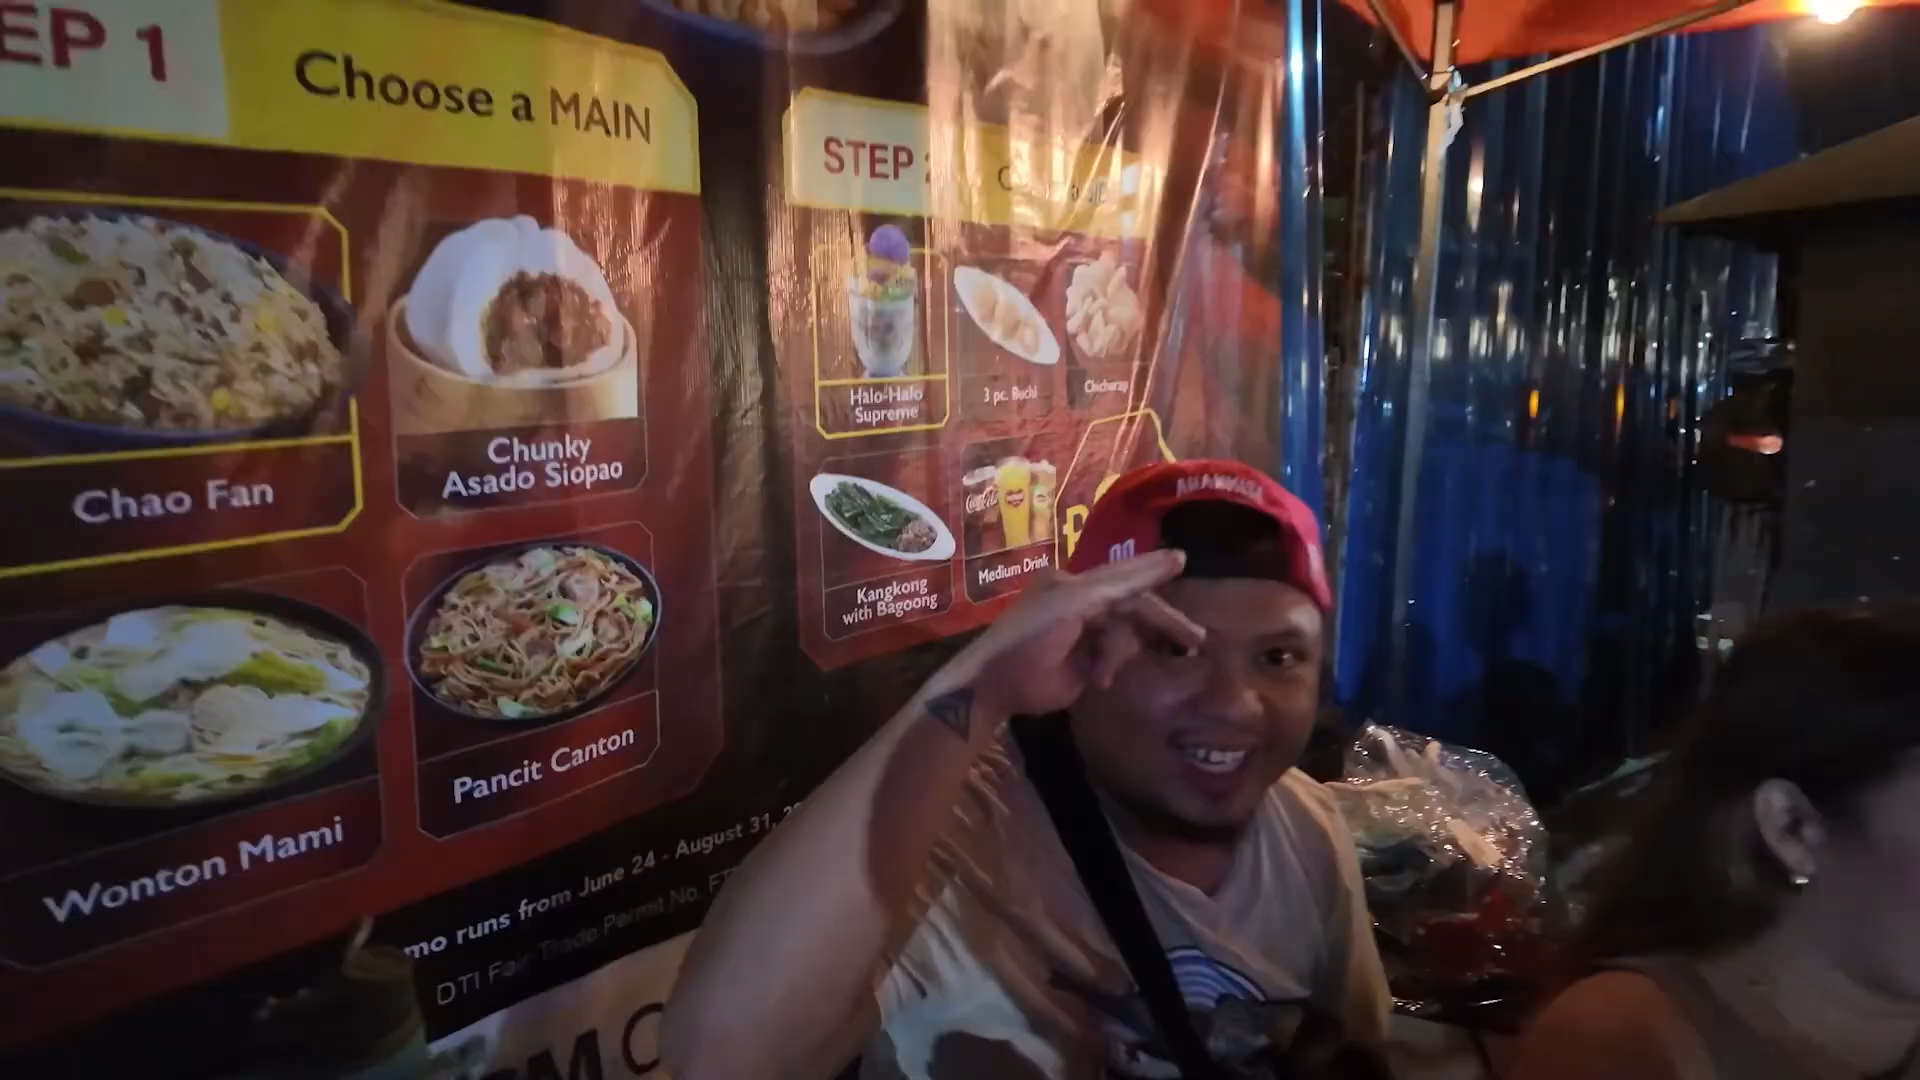 EP 1
Choose a MAIN
Chao Fan
Chunky
Asado Siopao
Wonton Mami
Pancit Canton
STEP
Halo-Halo
Supreme
3 pc. Buchi
Chicharap
Kangkong
with Bagoong
Coca-Cola
Medium Drink
mo runs from June 24 - August 31,
DTI Fair Trade Permit No.